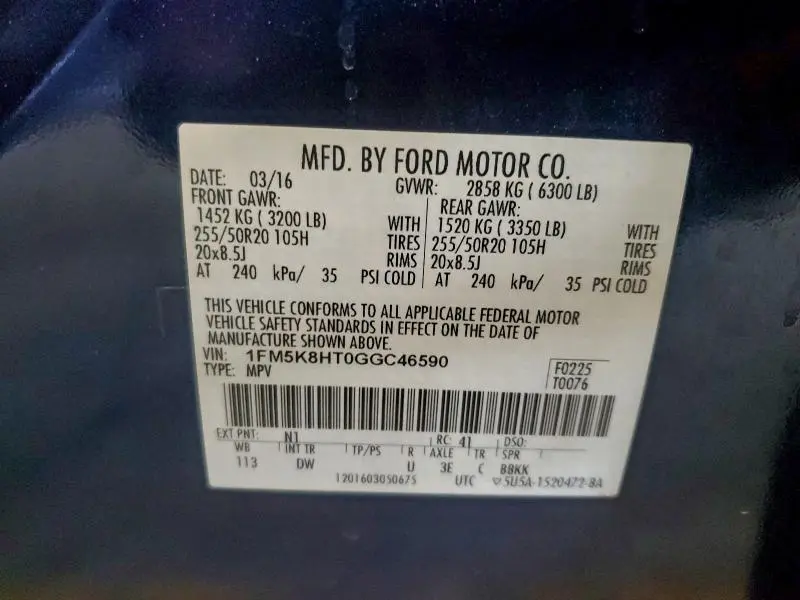 MFD. BY FORD MOTOR CO.
DATE: 03/16 GVWR: 2858 KG ( 6300 LB)
FRONT GAWR: REAR GAWR:
1452 KG ( 3200 LB) WITH 1520 KG ( 3350 LB) WITH
255/50R20 105H TIRES 255/50R20 105H TIRES
20x8.5J RIMS 20x8.5J RIMS
AT 240 kPa/ 35 PSI COLD AT 240 kPa/ 35 PSI COLD
THIS VEHICLE CONFORMS TO ALL APPLICABLE FEDERAL MOTOR
VEHICLE SAFETY STANDARDS IN EFFECT ON THE DATE OF
MANUFACTURE SHOWN ABOVE.
VIN: 1FM5K8HT0GGC46590 F0225
TYPE: MPV T0076
EXT PNT: N1 RC: 41 DSO:
WB INT TR TP/PS R AXLE TR SPR
113 DW U 3E C BBKK
1201603050675 UTC 5U5A-1520472-BA